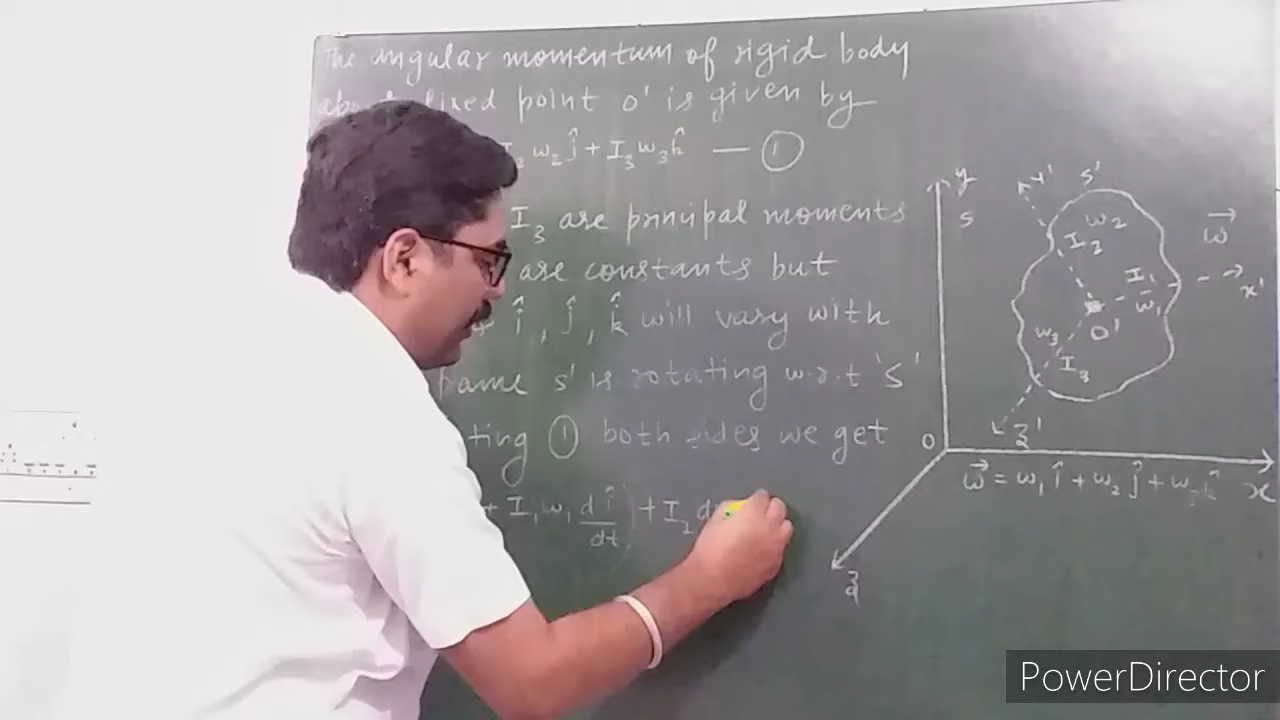 The angular momentum of rigid body
fixed point O' is given by
I₂ ω₂ ĵ + I₃ ω₃ k̂ — ①
I₃ are principal moments
are constants but
î , ĵ , k̂ will vary with
frame s' is rotating w.r.t 's'
ting ① both sides we get
+ I₁ ω₁ dî/dt ) + I₂ d
y
s
y'
s'
ω₂
I₂
ω⃗
I₁
ω₁
x'
O'
ω₃
I₃
z'
O
x
z
ω⃗ = ω₁ î + ω₂ ĵ + ω₃ k̂
PowerDirector